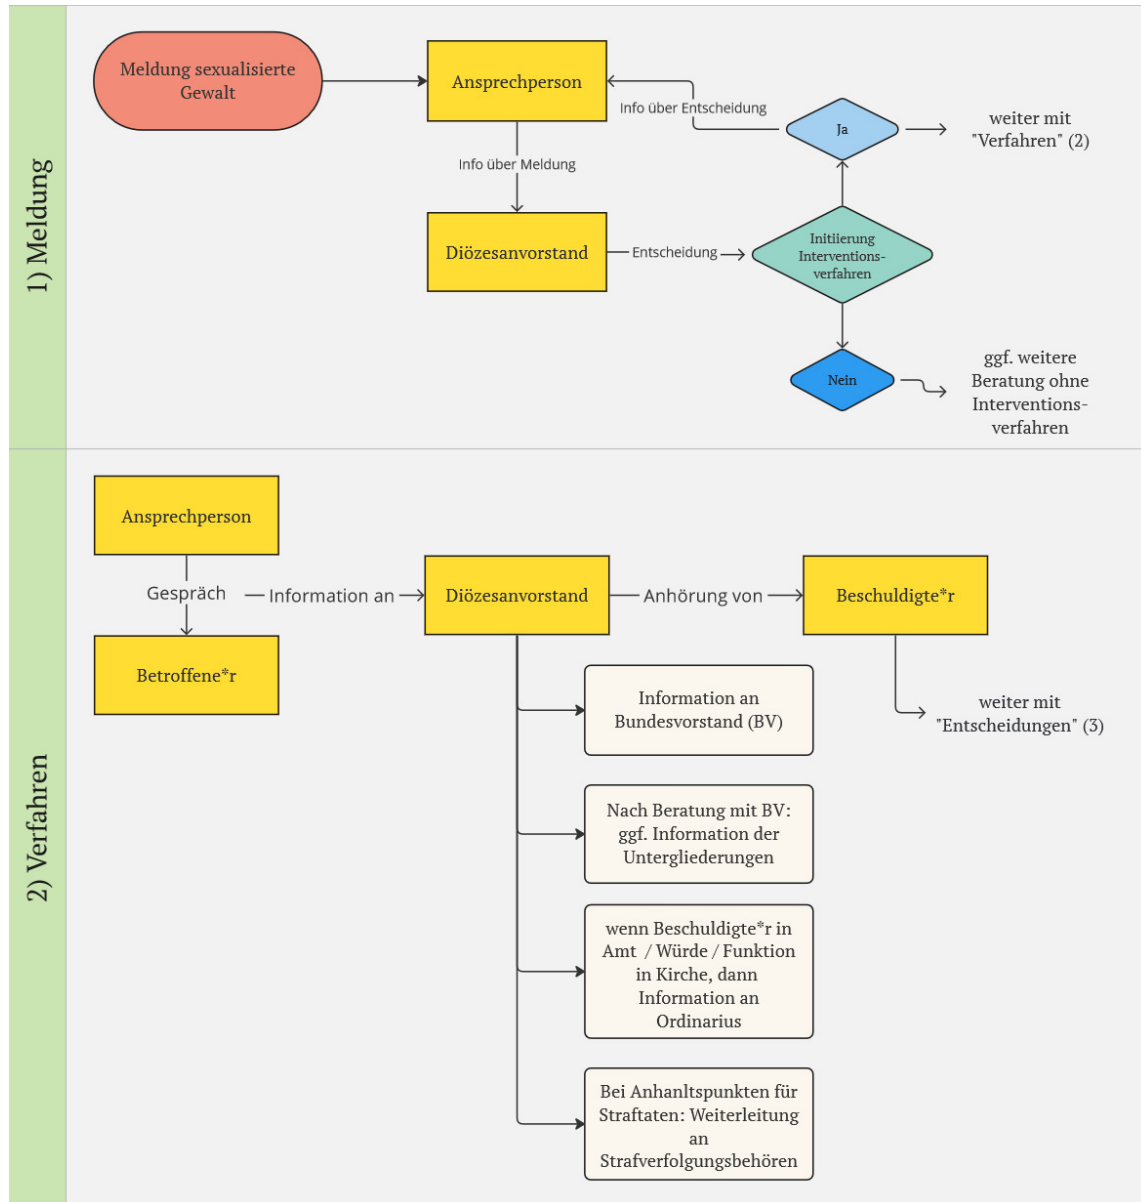 1) Meldung
Meldung sexualisierte
Gewalt
Ansprechperson
Info über Meldung
Diözesanvorstand
Entscheidung
Initiierung
Interventions-
verfahren
Ja
Info über Entscheidung
weiter mit
"Verfahren" (2)
Nein
ggf. weitere
Beratung ohne
Interventions-
verfahren
2) Verfahren
Ansprechperson
Gespräch
Betroffene*r
Information an
Diözesanvorstand
Anhörung von
Beschuldigte*r
weiter mit
"Entscheidungen" (3)
Information an
Bundesvorstand (BV)
Nach Beratung mit BV:
ggf. Information der
Untergliederungen
wenn Beschuldigte*r in
Amt / Würde / Funktion
in Kirche, dann
Information an
Ordinarius
Bei Anhanltspunkten für
Straftaten: Weiterleitung
an
Strafverfolgungsbehören